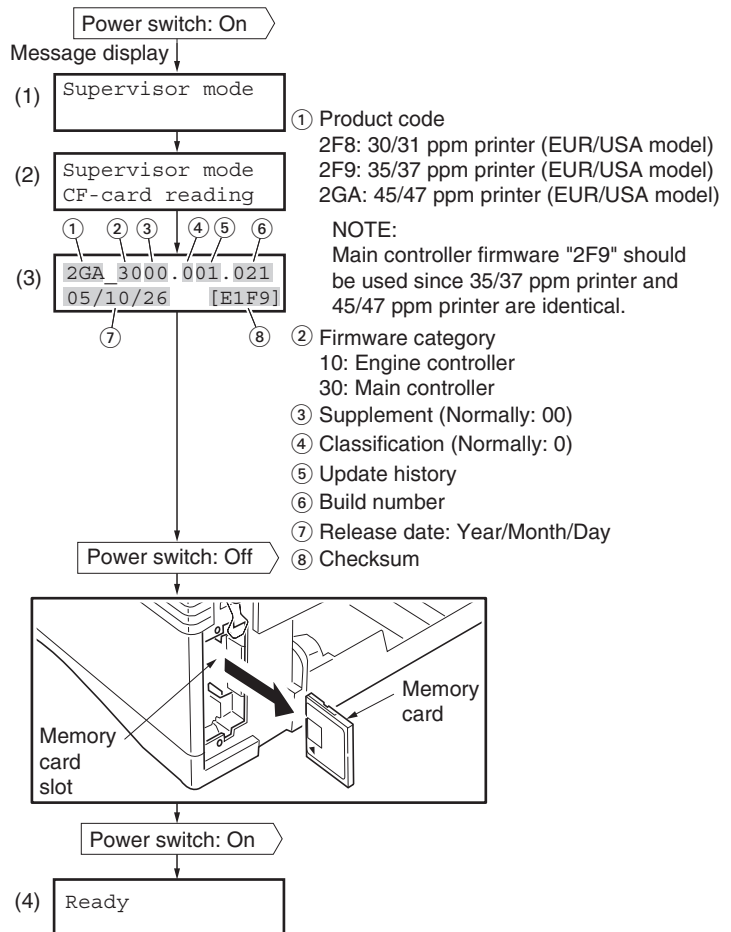 Power switch: On
Message display
(1)
Supervisor mode
(2)
Supervisor mode
CF-card reading
① ② ③ ④ ⑤ ⑥
(3)
2GA_3000.001.021
05/10/26 [E1F9]
⑦ ⑧
① Product code
2F8: 30/31 ppm printer (EUR/USA model)
2F9: 35/37 ppm printer (EUR/USA model)
2GA: 45/47 ppm printer (EUR/USA model)
NOTE:
Main controller firmware "2F9" should
be used since 35/37 ppm printer and
45/47 ppm printer are identical.
② Firmware category
10: Engine controller
30: Main controller
③ Supplement (Normally: 00)
④ Classification (Normally: 0)
⑤ Update history
⑥ Build number
⑦ Release date: Year/Month/Day
⑧ Checksum
Power switch: Off
Memory
card
slot
Memory
card
Power switch: On
(4)
Ready